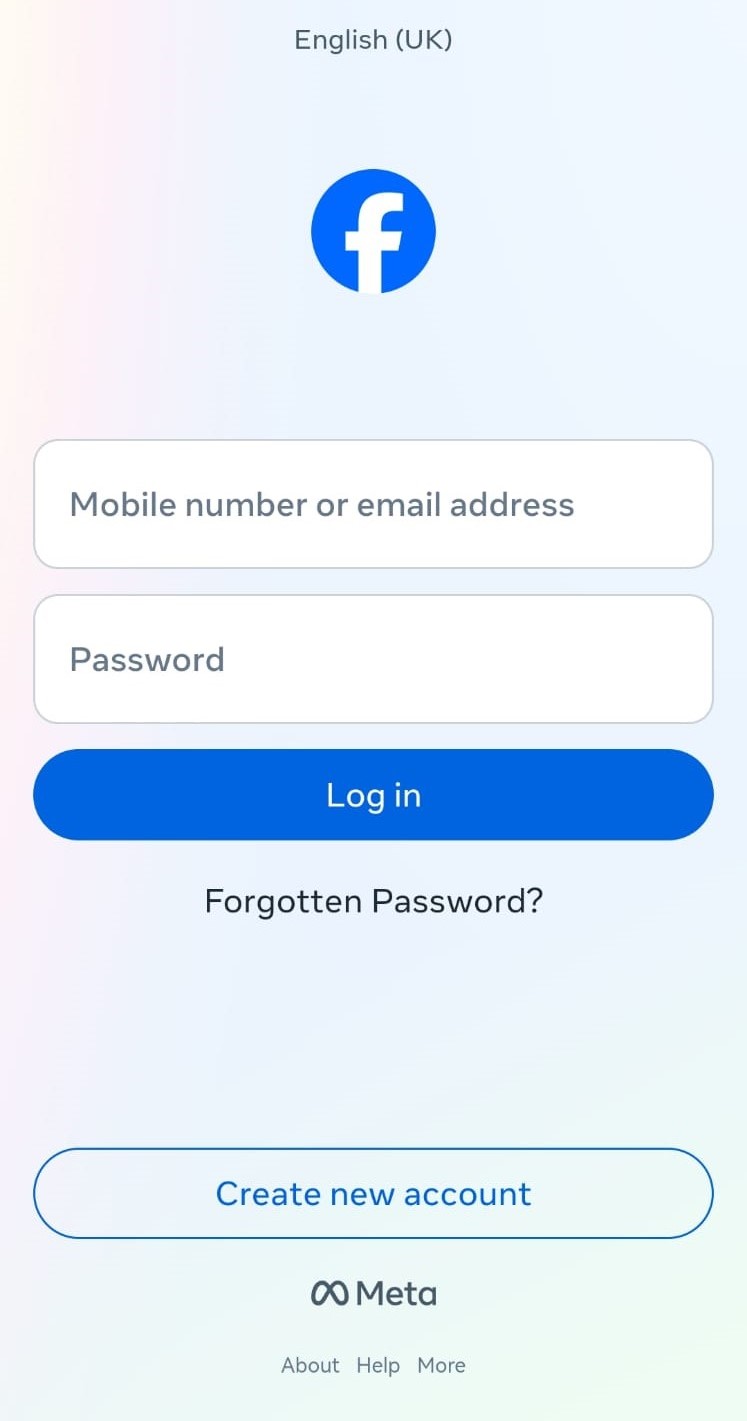 English (UK)
Mobile number or email address
Password
Log in
Forgotten Password?
Create new account
Meta
About Help More